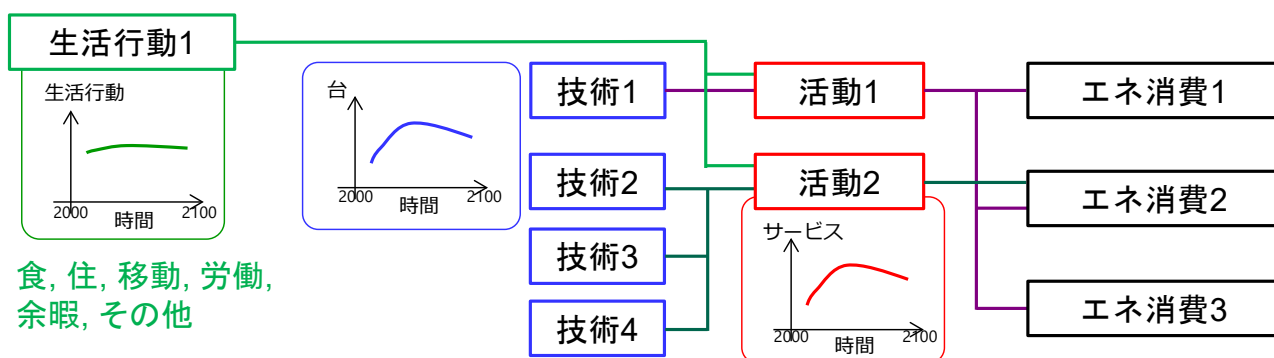 生活行動1
生活行動
2000
2100
時間
食, 住, 移動, 労働,
余暇, その他
台
2000
2100
時間
技術1
技術2
技術3
技術4
活動1
活動2
サービス
2000
2100
時間
エネ消費1
エネ消費2
エネ消費3